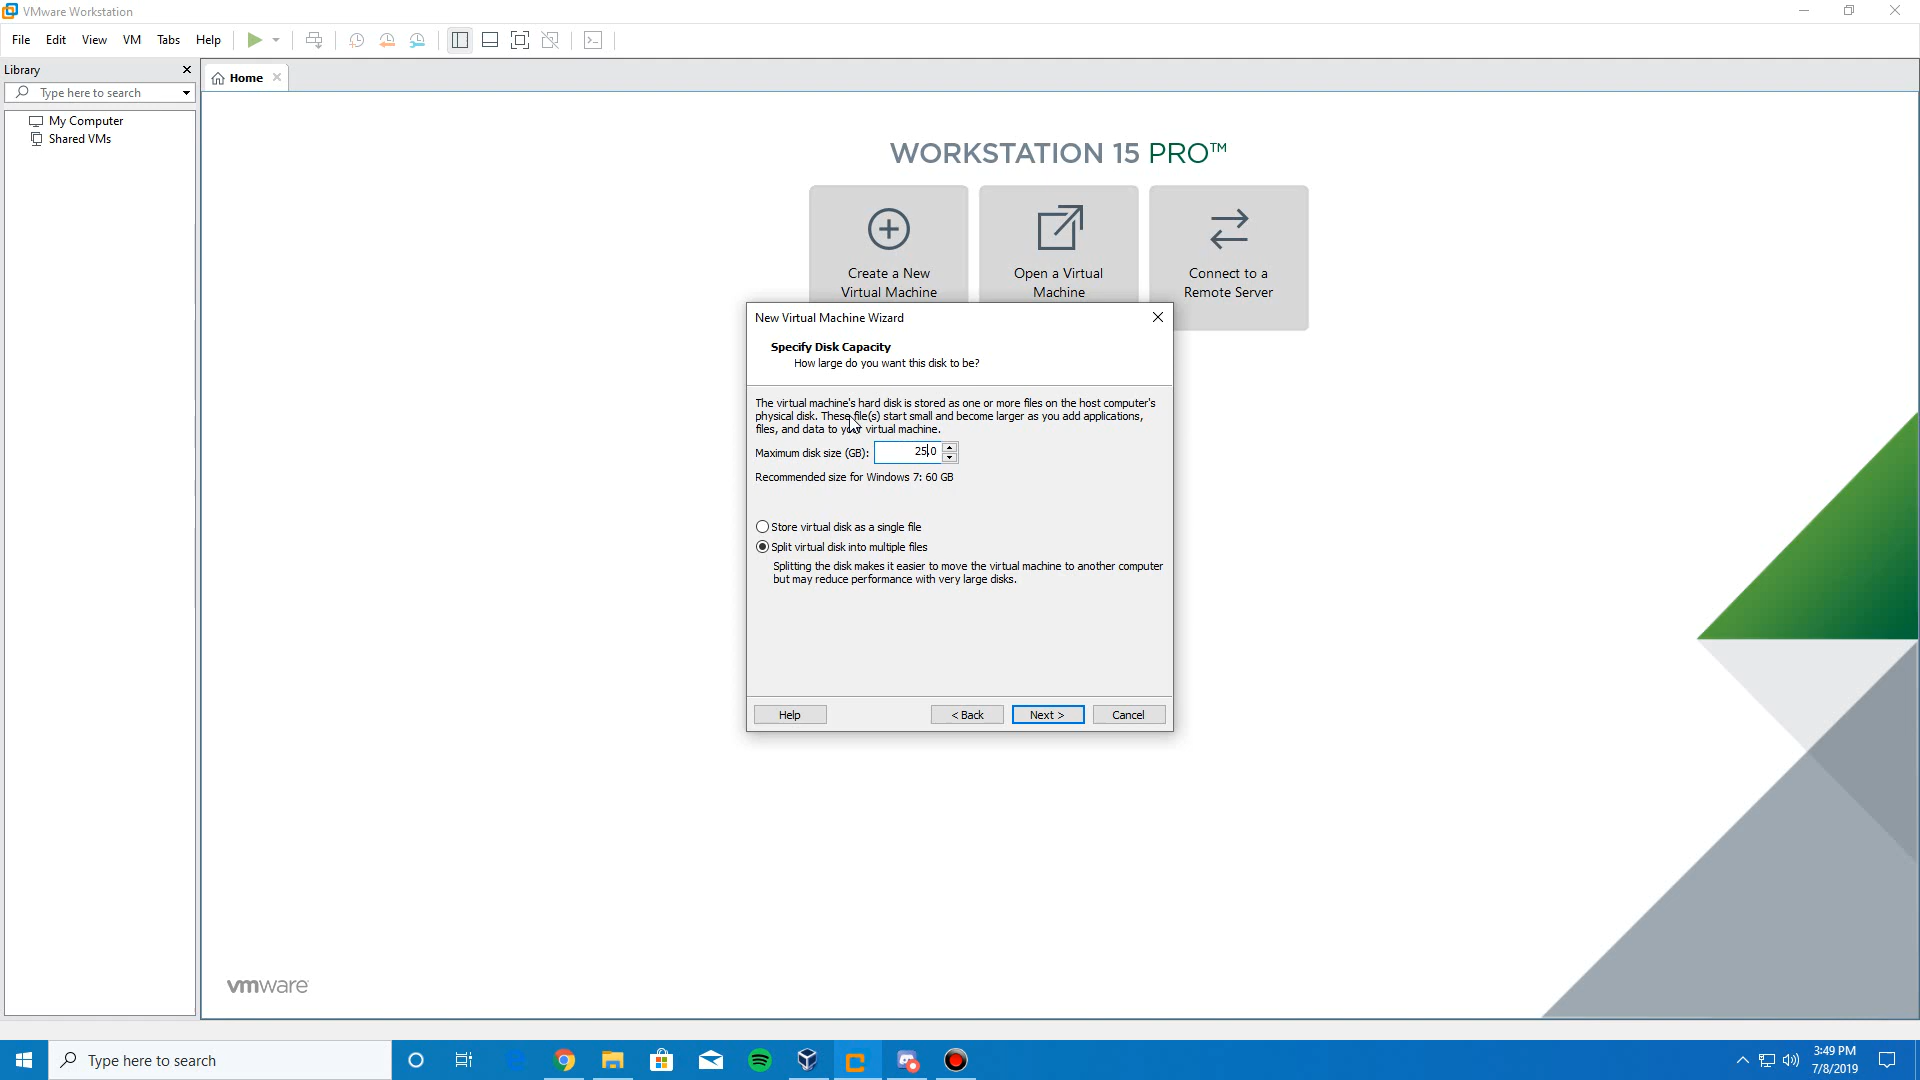 VMware Workstation
File Edit View VM Tabs Help
Library
Home
Type here to search
My Computer
Shared VMs
WORKSTATION 15 PRO™
Create a New
Virtual Machine
Open a Virtual
Machine
Connect to a
Remote Server
New Virtual Machine Wizard
Specify Disk Capacity
How large do you want this disk to be?
The virtual machine's hard disk is stored as one or more files on the host computer's
physical disk. These file(s) start small and become larger as you add applications,
files, and data to your virtual machine.
Maximum disk size (GB): 25.0
Recommended size for Windows 7: 60 GB
Store virtual disk as a single file
Split virtual disk into multiple files
Splitting the disk makes it easier to move the virtual machine to another computer
but may reduce performance with very large disks.
Help < Back Next > Cancel
vmware
Type here to search
3:49 PM
7/8/2019